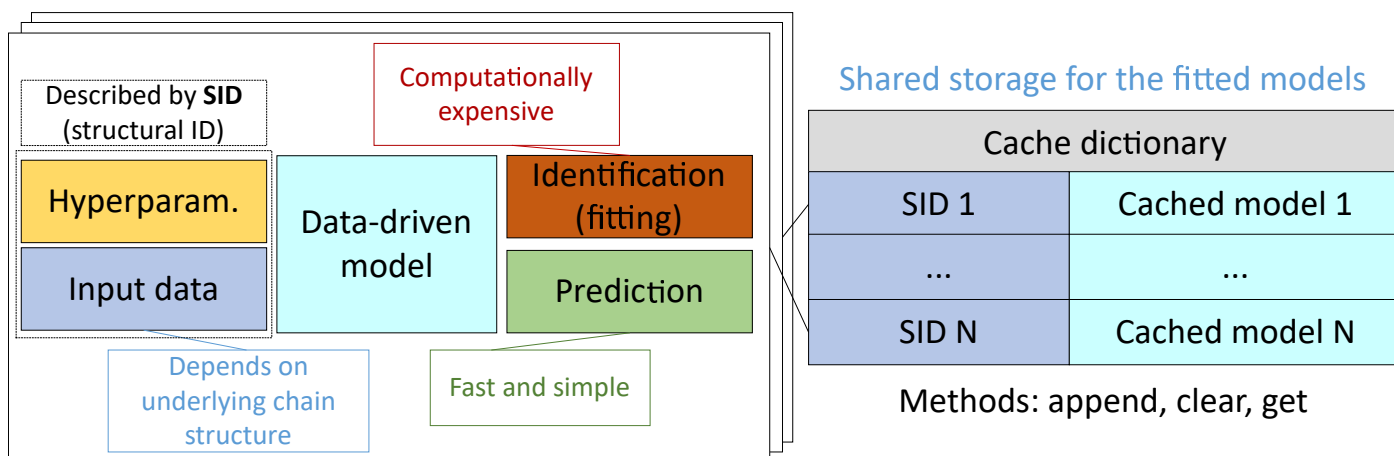 Described by SID
(structural ID)
Hyperparam.
Input data
Depends on
underlying chain
structure
Data-driven
model
Computationally
expensive
Identification
(fitting)
Prediction
Fast and simple
Shared storage for the fitted models
Cache dictionary
SID 1
Cached model 1
...
...
SID N
Cached model N
Methods: append, clear, get